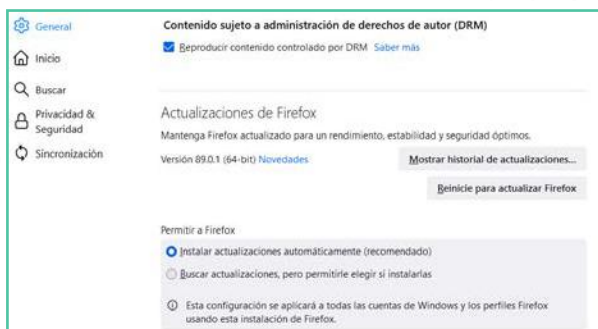 General
Inicio
Buscar
Privacidad &
Seguridad
Sincronización
Contenido sujeto a administración de derechos de autor (DRM)
Reproducir contenido controlado por DRM Saber más
Actualizaciones de Firefox
Mantenga Firefox actualizado para un rendimiento, estabilidad y seguridad óptimos.
Versión 89.0.1 (64-bit) Novedades
Mostrar historial de actualizaciones...
Reinicie para actualizar Firefox
Permitir a Firefox
Instalar actualizaciones automáticamente (recomendado)
Buscar actualizaciones, pero permitirle elegir si instalarlas
Esta configuración se aplicará a todas las cuentas de Windows y los perfiles Firefox
usando esta instalación de Firefox.